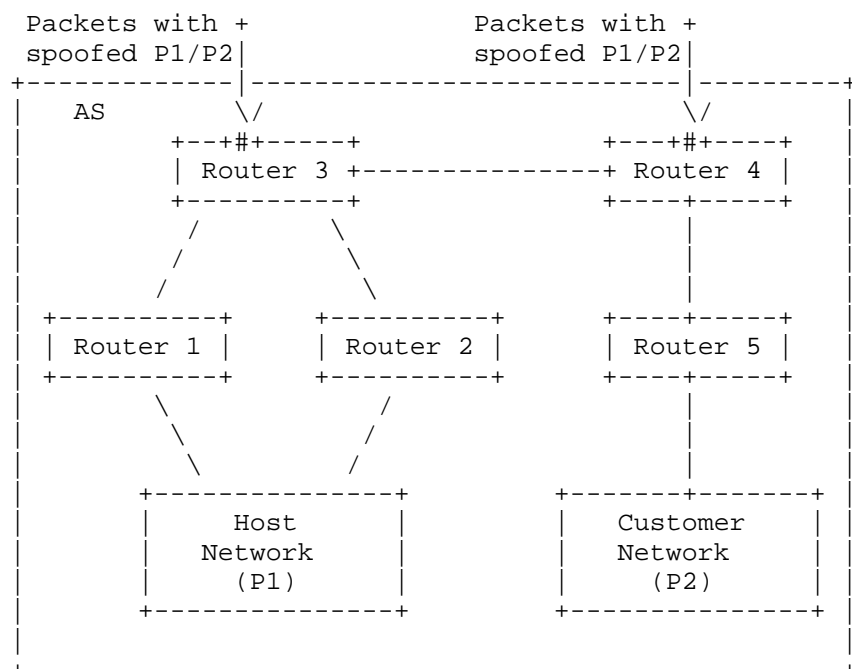 Packets with + Packets with +
spoofed P1/P2| spoofed P1/P2|
AS
#
#
Router 3
Router 4
Router 1
Router 2
Router 5
Host
Network
(P1)
Customer
Network
(P2)